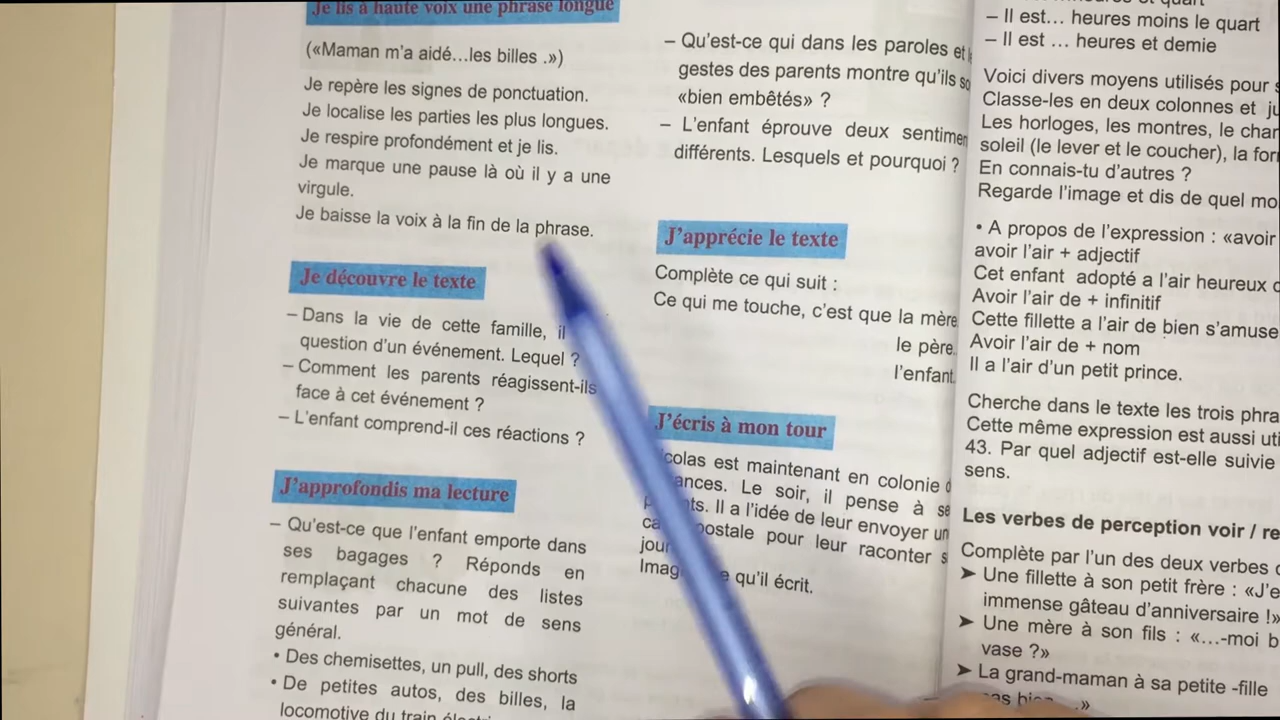 Je lis à haute voix une phrase longue
(«Maman m'a aidé...les billes .»)
Je repère les signes de ponctuation.
Je localise les parties les plus longues.
Je respire profondément et je lis.
Je marque une pause là où il y a une
virgule.
Je baisse la voix à la fin de la phrase.
Je découvre le texte
– Dans la vie de cette famille, il
question d'un événement. Lequel ?
– Comment les parents réagissent-ils
face à cet événement ?
– L'enfant comprend-il ces réactions ?
J'approfondis ma lecture
– Qu'est-ce que l'enfant emporte dans
ses bagages ? Réponds en
remplaçant chacune des listes
suivantes par un mot de sens
général.
• Des chemisettes, un pull, des shorts
• De petites autos, des billes, la
locomotive du train
– Qu'est-ce qui dans les paroles et
gestes des parents montre qu'ils
«bien embêtés» ?
– L'enfant éprouve deux
différents. Lesquels et pourquoi ?
J'apprécie le texte
Complète ce qui suit :
Ce qui me touche, c'est que la mère
le père.
l'enfant.
J'écris à mon tour
est maintenant en colonie
Le soir, il pense à
Il a l'idée de leur envoyer
postale pour leur raconter
qu'il écrit.
– Il est... heures moins le quart
– Il est ... heures et demie
Voici divers moyens utilisés pour
Classe-les en deux colonnes et
Les horloges, les montres, le
soleil (le lever et le coucher), la
En connais-tu d'autres ?
Regarde l'image et dis de quel
• A propos de l'expression : «avoir
avoir l'air + adjectif
Cet enfant adopté a l'air heureux
Avoir l'air de + infinitif
Cette fillette a l'air de bien
Avoir l'air de + nom
Il a l'air d'un petit prince.
Cherche dans le texte les trois
Cette même expression est aussi
43. Par quel adjectif est-elle suivie
sens.
Les verbes de perception voir /
Complète par l'un des deux verbes
➤ Une fillette à son petit frère :
immense gâteau d'anniversaire !»
➤ Une mère à son fils : «...-moi
vase ?»
➤ La grand-maman à sa petite -fille